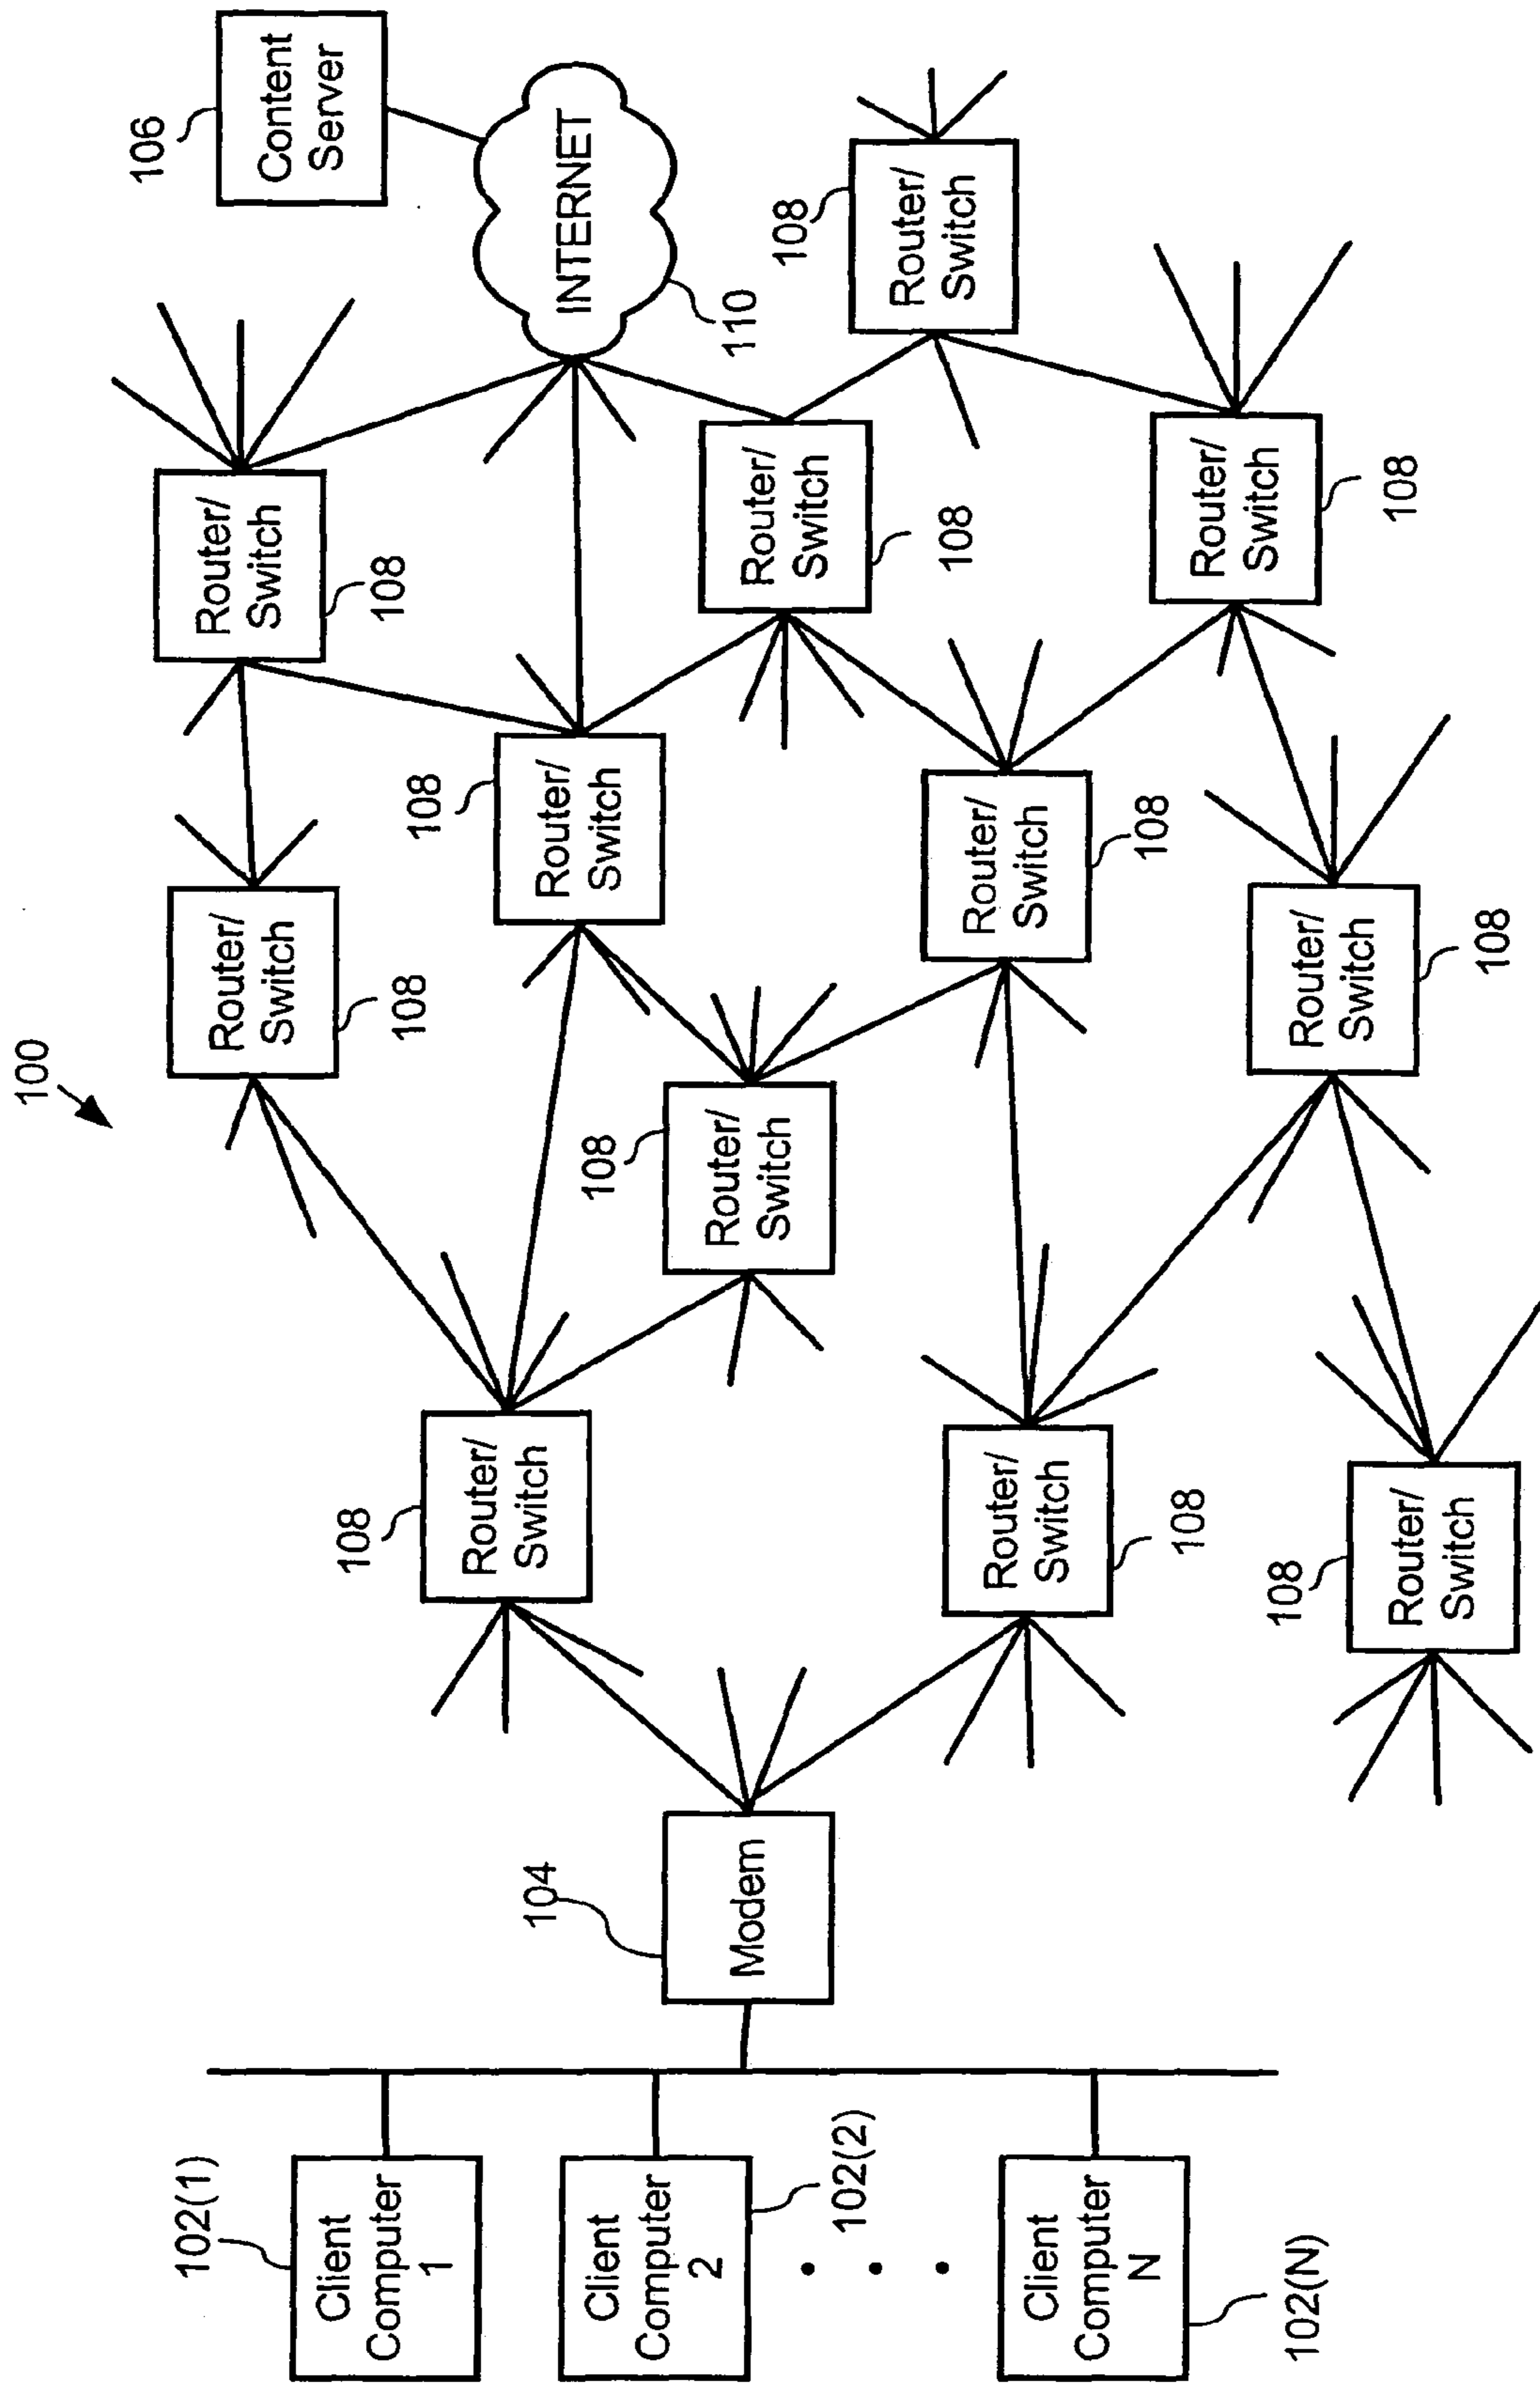 100
106
Content
Server
INTERNET
110
108
Router/
Switch
Router/
Switch
108
Router/
Switch
108
Router/
Switch
108
Router/
Switch
108
108
Router/
Switch
Router/
Switch
108
Router/
Switch
108
108
Router/
Switch
108
Router/
Switch
Router/
Switch
108
108
Router/
Switch
104
Modem
102(1)
Client
Computer
1
Client
Computer
2
102(2)
. . .
Client
Computer
N
102(N)